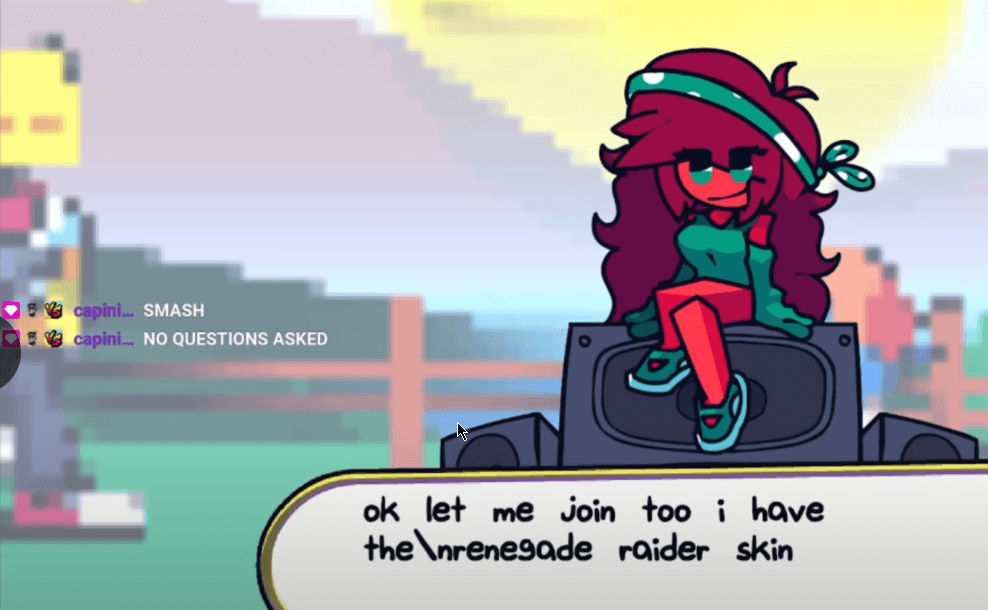 capini... SMASH
capini... NO QUESTIONS ASKED
ok let me join too i have
the\nrenegade raider skin